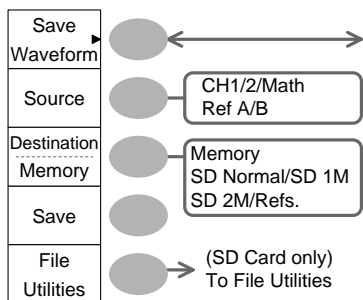 Save
Waveform
Source
CH1/2/Math
Ref A/B
Destination
Memory
Memory
SD Normal/SD 1M
SD 2M/Refs.
Save
File
Utilities
(SD Card only)
To File Utilities